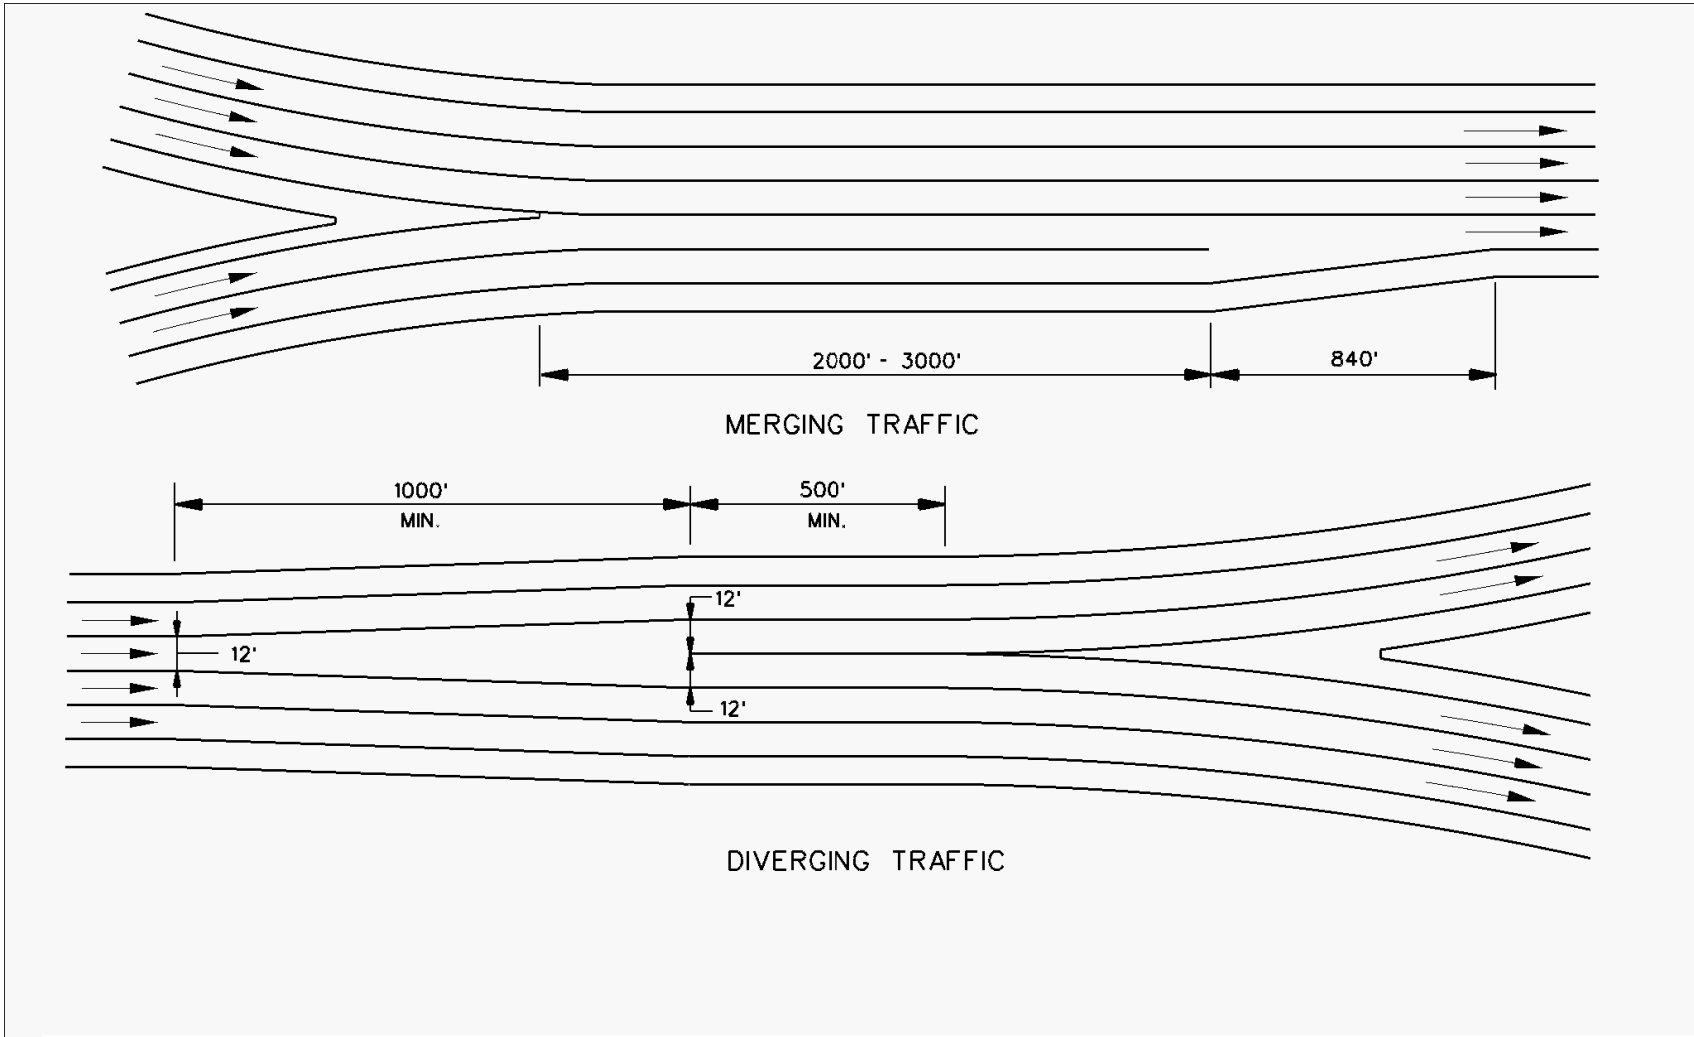 2000' - 3000'
840'
MERGING TRAFFIC
1000'
MIN.
500'
MIN.
12'
12'
12'
DIVERGING TRAFFIC